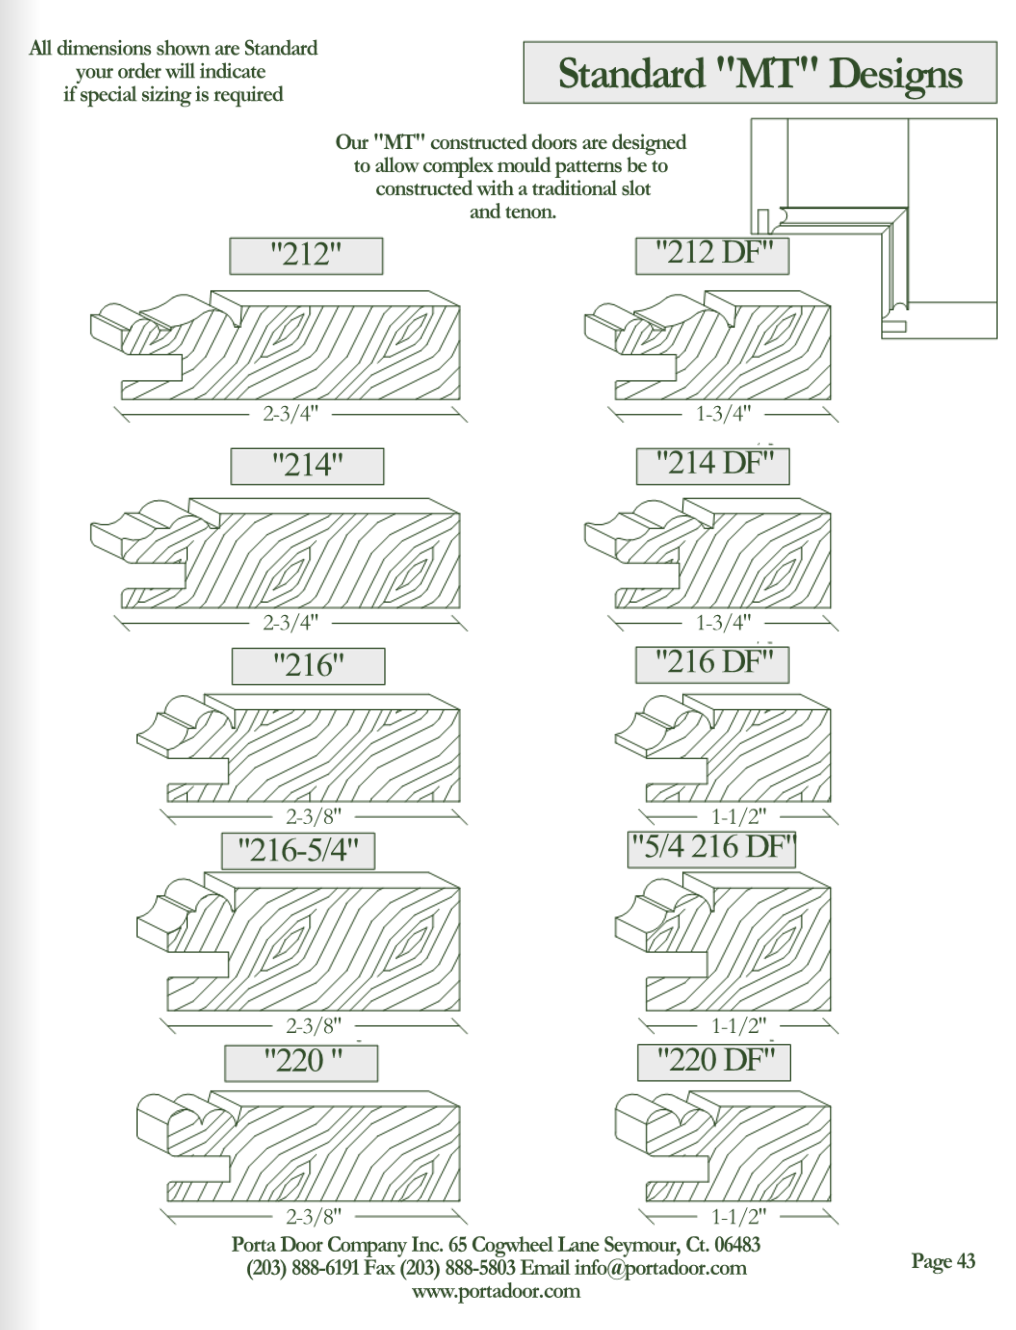 All dimensions shown are Standard
your order will indicate
if special sizing is required
Standard "MT" Designs
Our "MT" constructed doors are designed
to allow complex mould patterns be to
constructed with a traditional slot
and tenon.
"212"
"212 DF"
2-3/4"
1-3/4"
"214"
"214 DF"
2-3/4"
1-3/4"
"216"
"216 DF"
2-3/8"
1-1/2"
"216-5/4"
"5/4 216 DF"
2-3/8"
1-1/2"
"220 "
"220 DF"
2-3/8"
1-1/2"
Porta Door Company Inc. 65 Cogwheel Lane Seymour, Ct. 06483
(203) 888-6191 Fax (203) 888-5803 Email info@portadoor.com
www.portadoor.com
Page 43